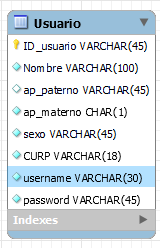 Usuario
ID_usuario VARCHAR(45)
Nombre VARCHAR(100)
ap_paterno VARCHAR(45)
ap_materno CHAR(1)
sexo VARCHAR(45)
CURP VARCHAR(18)
username VARCHAR(30)
password VARCHAR(45)
Indexes